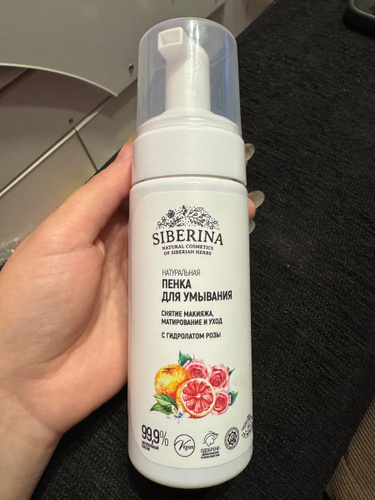 SIBERINA
NATURAL COSMETICS
OF SIBERIAN HERBS
НАТУРАЛЬНАЯ
ПЕНКА
ДЛЯ УМЫВАНИЯ
СНЯТИЕ МАКИЯЖА,
МАТИРОВАНИЕ И УХОД
С ГИДРОЛАТОМ РОЗЫ
99,9%
Vegan
ОДОБРЕНО